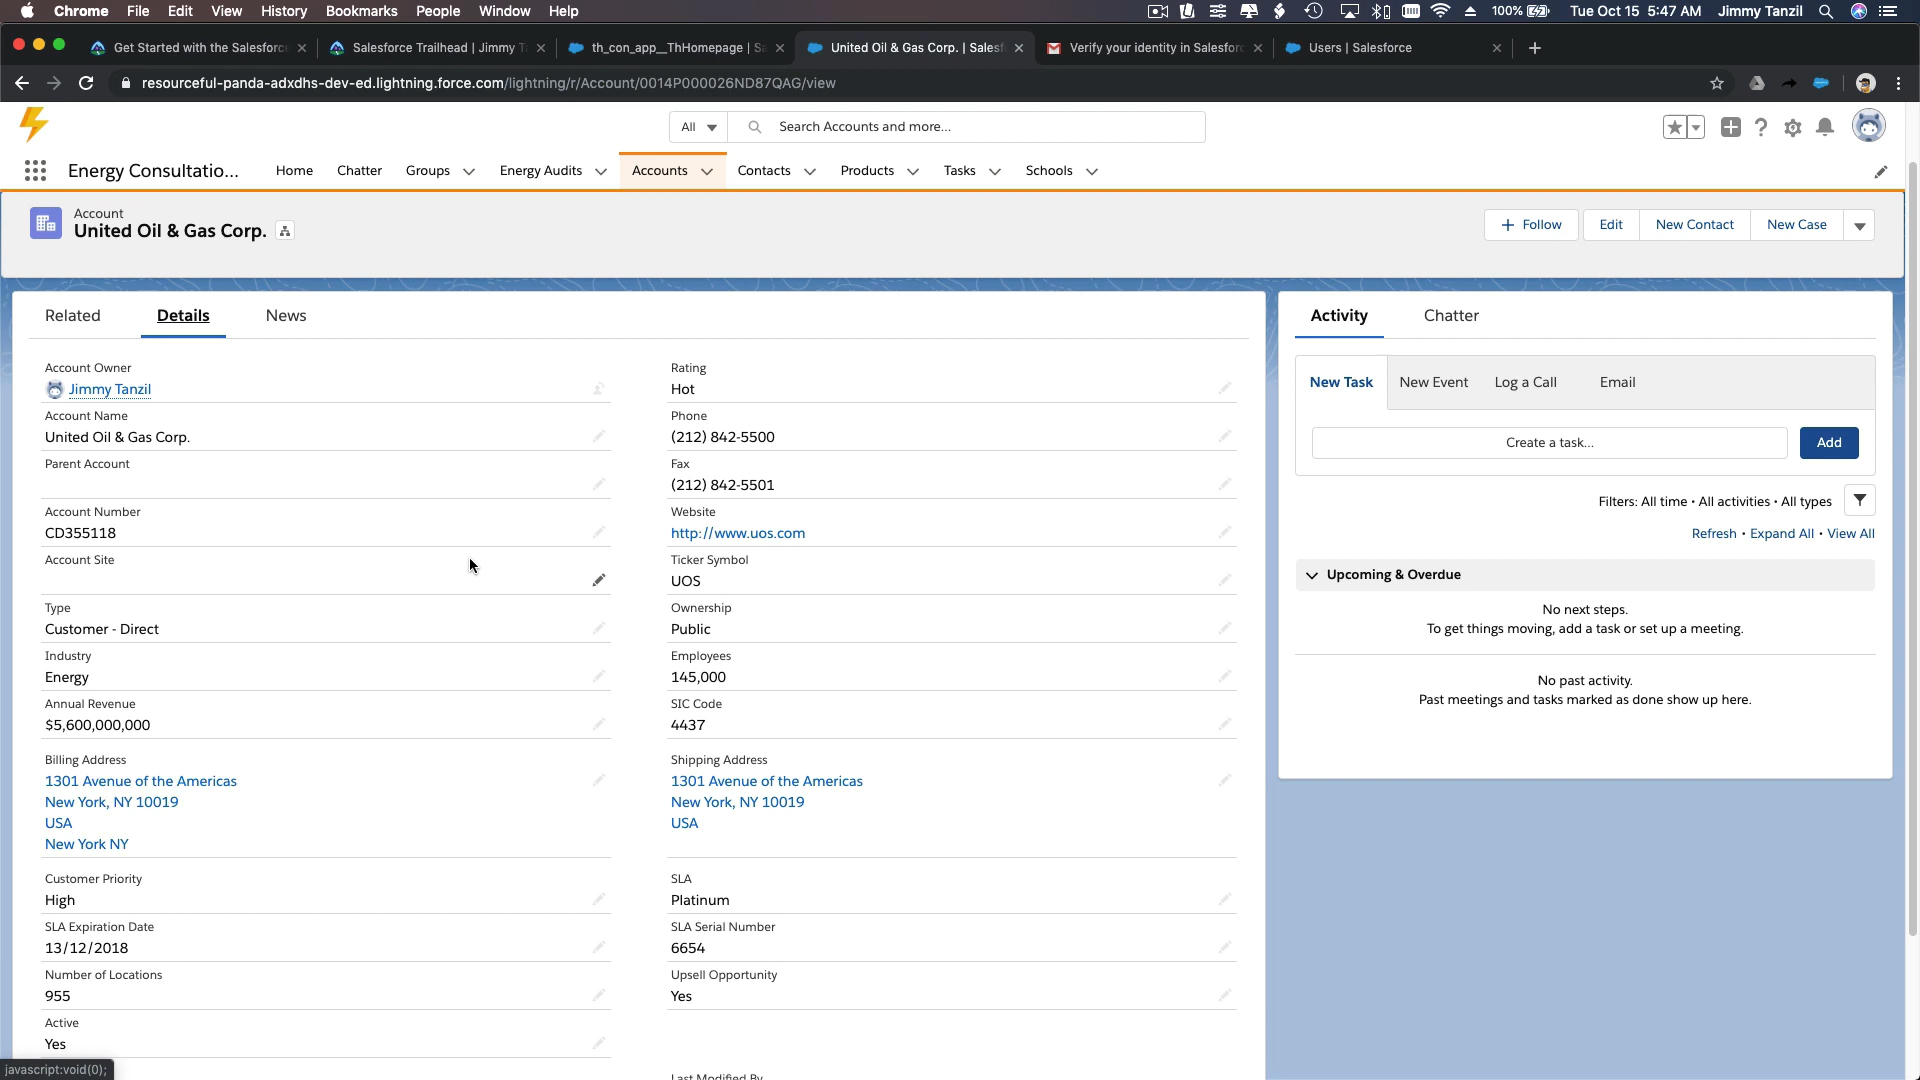 Chrome File Edit View History Bookmarks People Window Help 100% Tue Oct 15 5:47 AM Jimmy Tanzil
Get Started with the Salesforce Salesforce Trailhead | Jimmy T th_con_app__ThHomepage | Sa United Oil & Gas Corp. | Salesf Verify your identity in Salesforc Users | Salesforce
resourceful-panda-adxdhs-dev-ed.lightning.force.com/lightning/r/Account/0014P000026ND87QAG/view
All Search Accounts and more...
Energy Consultatio... Home Chatter Groups Energy Audits Accounts Contacts Products Tasks Schools
Account
United Oil & Gas Corp.
Follow Edit New Contact New Case
Related Details News
Account Owner
Jimmy Tanzil
Account Name
United Oil & Gas Corp.
Parent Account
Account Number
CD355118
Account Site
Type
Customer - Direct
Industry
Energy
Annual Revenue
$5,600,000,000
Billing Address
1301 Avenue of the Americas
New York, NY 10019
USA
New York NY
Customer Priority
High
SLA Expiration Date
13/12/2018
Number of Locations
955
Active
Yes
Rating
Hot
Phone
(212) 842-5500
Fax
(212) 842-5501
Website
http://www.uos.com
Ticker Symbol
UOS
Ownership
Public
Employees
145,000
SIC Code
4437
Shipping Address
1301 Avenue of the Americas
New York, NY 10019
USA
SLA
Platinum
SLA Serial Number
6654
Upsell Opportunity
Yes
Last Modified By
Activity Chatter
New Task New Event Log a Call Email
Create a task... Add
Filters: All time • All activities • All types
Refresh • Expand All • View All
Upcoming & Overdue
No next steps.
To get things moving, add a task or set up a meeting.
No past activity.
Past meetings and tasks marked as done show up here.
javascript:void(0);